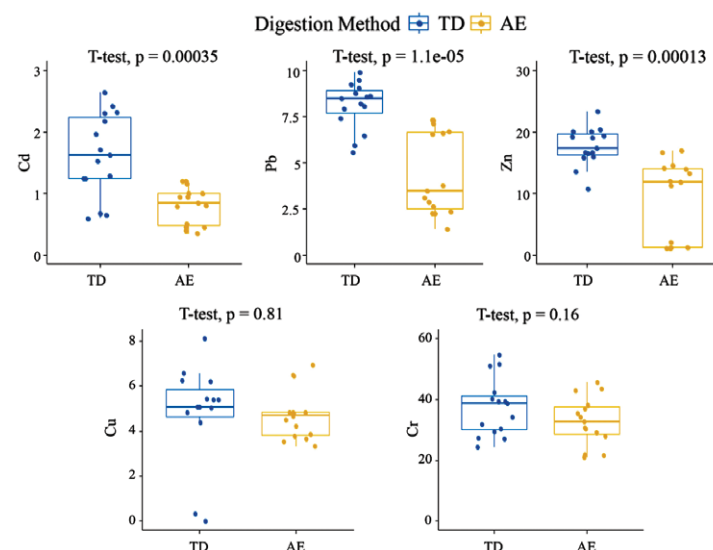 Digestion Method TD AE
T-test, p = 0.00035
T-test, p = 1.1e-05
T-test, p = 0.00013
Cd
3
2
1
0
TD AE
Pb
10
7.5
5
2.5
0
TD AE
Zn
30
20
10
0
TD AE
T-test, p = 0.81
T-test, p = 0.16
Cu
8
6
4
2
0
TD AE
Cr
60
40
20
0
TD AE